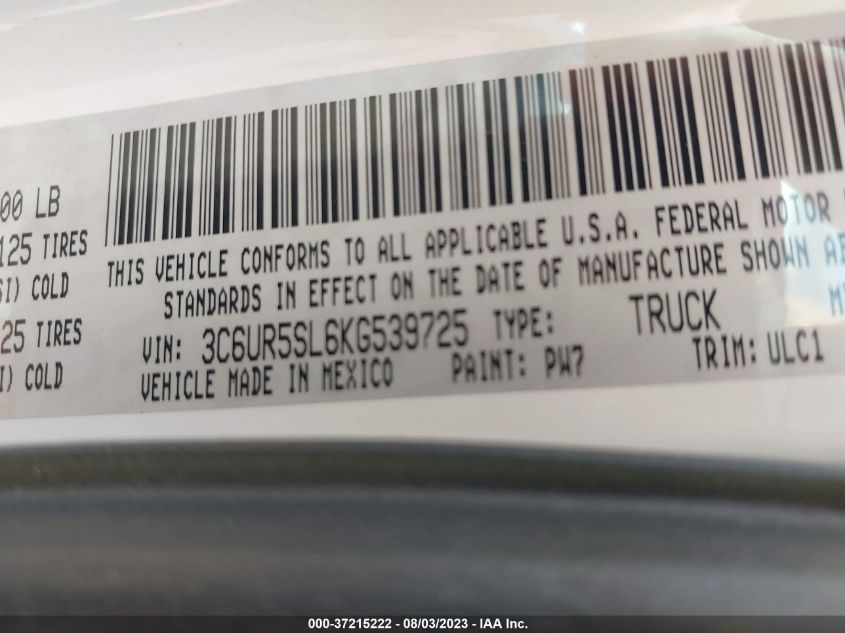 00 LB
125 TIRES
SI) COLD
25 TIRES
I) COLD
THIS VEHICLE CONFORMS TO ALL APPLICABLE U.S.A. FEDERAL MOTOR
STANDARDS IN EFFECT ON THE DATE OF MANUFACTURE SHOWN AB
VIN: 3C6UR5SL6KG539725 TYPE: TRUCK
VEHICLE MADE IN MEXICO PAINT: PW7 TRIM: ULC1
000-37215222 - 08/03/2023 - IAA Inc.